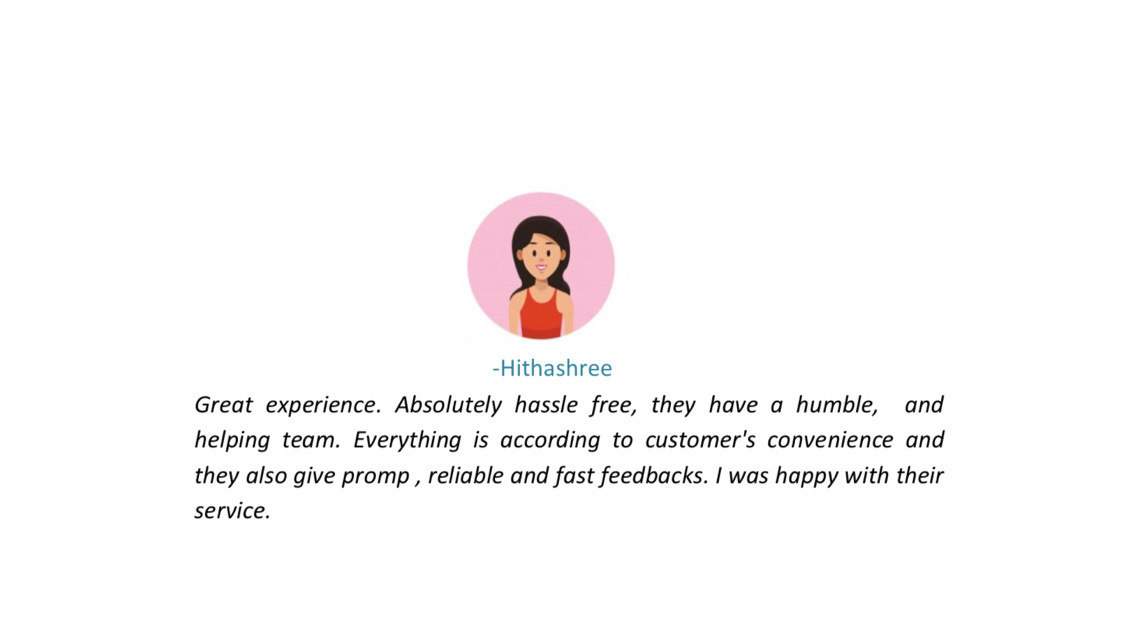 -Hithashree
Great experience. Absolutely hassle free, they have a humble,  and
helping team. Everything is according to customer's convenience and
they also give promp , reliable and fast feedbacks. I was happy with their
service.